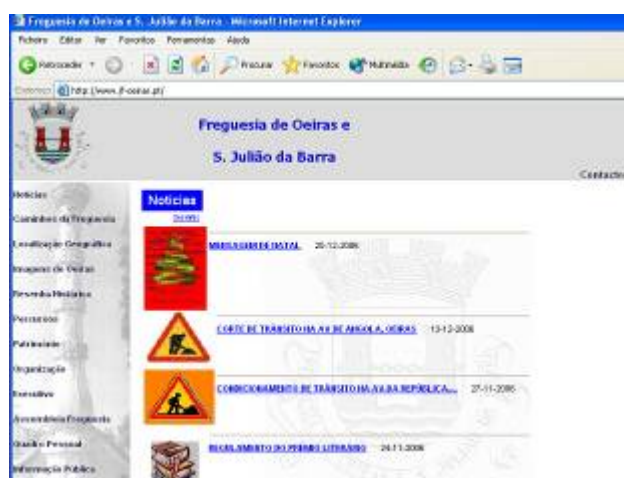 Freguesia de Oeiras e S. Julião da Barra - Microsoft Internet Explorer
Ficheiro Editar Ver Favoritos Ferramentas Ajuda
Retroceder Procurar Favoritos Multimédia
Endereço http://www.jf-oeiras.pt/
Freguesia de Oeiras e
S. Julião da Barra
Contactos
Notícias
Caminhos da Freguesia
Localização Geográfica
Imagens de Oeiras
Resenha Histórica
Percursos
Património
Organização
Executivo
Assembleia Freguesia
Quadro Pessoal
Informação Pública
Notícias
MENSAGEM DE NATAL 20-12-2006
CORTE DE TRÂNSITO NA AV DE ANGOLA, OEIRAS 13-12-2006
CONDICIONAMENTO DE TRÂNSITO NA AV DA REPÚBLICA,... 27-11-2006
REGULAMENTO DO PRÉMIO LITERÁRIO 24-11-2006